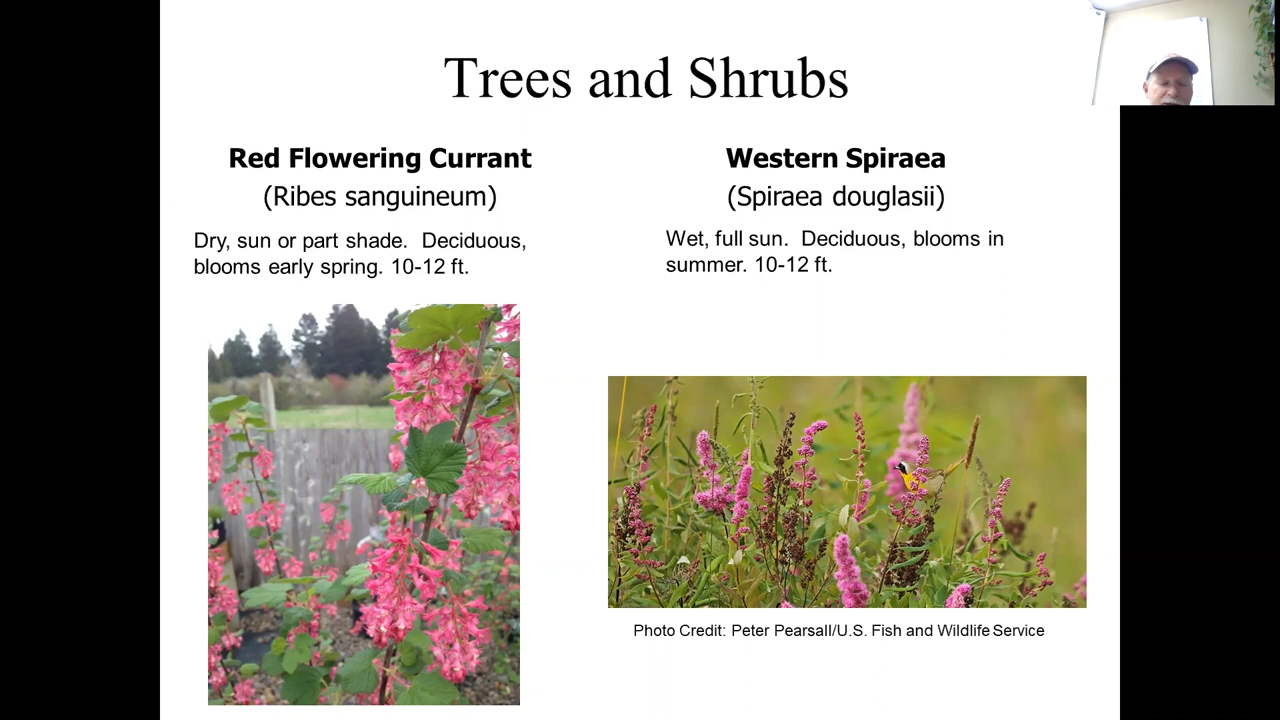 Trees and Shrubs
Red Flowering Currant
(Ribes sanguineum)
Dry, sun or part shade.  Deciduous,
blooms early spring. 10-12 ft.
Western Spiraea
(Spiraea douglasii)
Wet, full sun.  Deciduous, blooms in
summer. 10-12 ft.
Photo Credit: Peter Pearsall/U.S. Fish and Wildlife Service